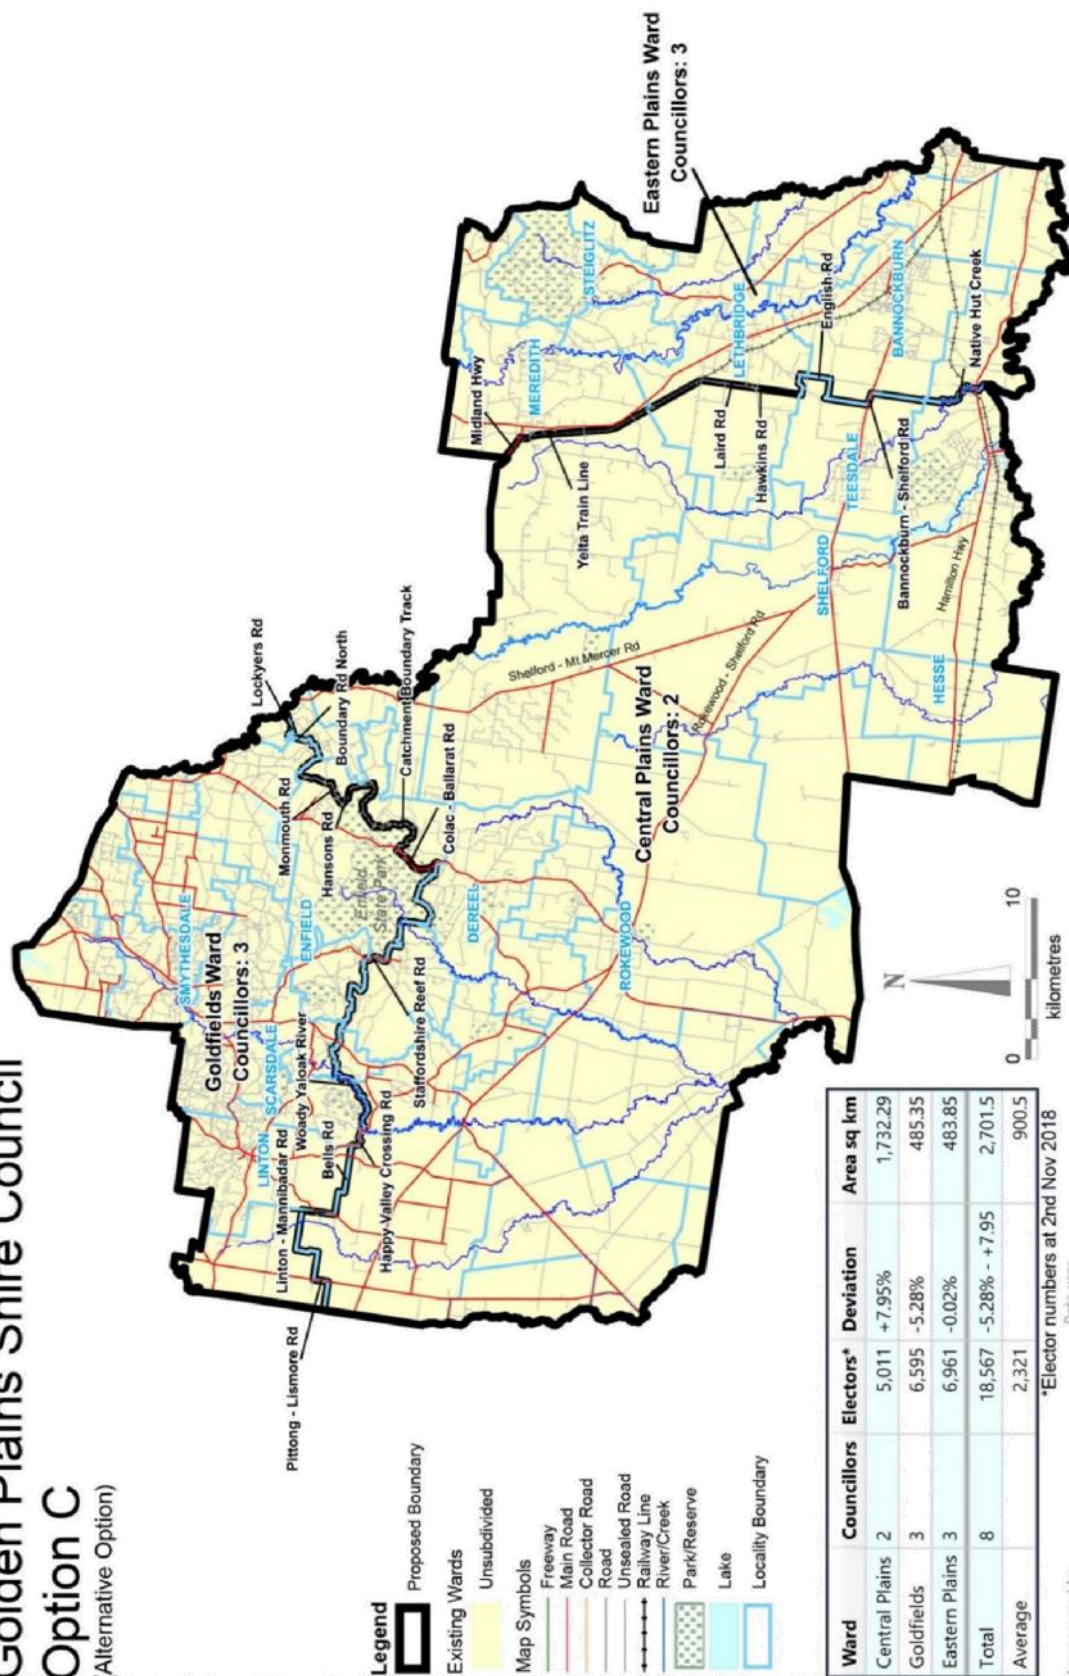 Golden Plains Shire Council
Option C
(Alternative Option)
Eastern Plains Ward
Councillors: 3
Lockyers Rd
Boundary Rd North
Catchment Boundary Track
Monmouth Rd
Hansons Rd
Colac - Ballarat Rd
Midland Hwy
STEIGLITZ
MEREDITH
Yelta Train Line
LETHBRIDGE
English Rd
Laird Rd
Hawkins Rd
BANNOCKBURN
Native Hut Creek
TEESDALE
Bannockburn - Shelford Rd
SHELFORD
Hamilton Hwy
HESSE
Shelford - Mt Mercer Rd
Rokewood - Shelford Rd
Central Plains Ward
Councillors: 2
SMYTHESDALE
Goldfields Ward
Councillors: 3
ENFIELD
Enfield
State Park
DEREEL
ROKEWOOD
SCARSDALE
LINTON
Woady Yaloak River
Staffordshire Reef Rd
Linton - Mannibadar Rd
Bells Rd
Happy Valley Crossing Rd
Pittong - Lismore Rd
N
0 10
kilometres
Legend
Proposed Boundary
Existing Wards
Unsubdivided
Map Symbols
Freeway
Main Road
Collector Road
Road
Unsealed Road
Railway Line
River/Creek
Park/Reserve
Lake
Locality Boundary
Ward Councillors Electors* Deviation Area sq km
Central Plains 2 5,011 +7.95% 1,732.29
Goldfields 3 6,595 -5.28% 485.35
Eastern Plains 3 6,961 -0.02% 483.85
Total 8 18,567 -5.28% - +7.95 2,701.5
Average 2,321 900.5
*Elector numbers at 2nd Nov 2018